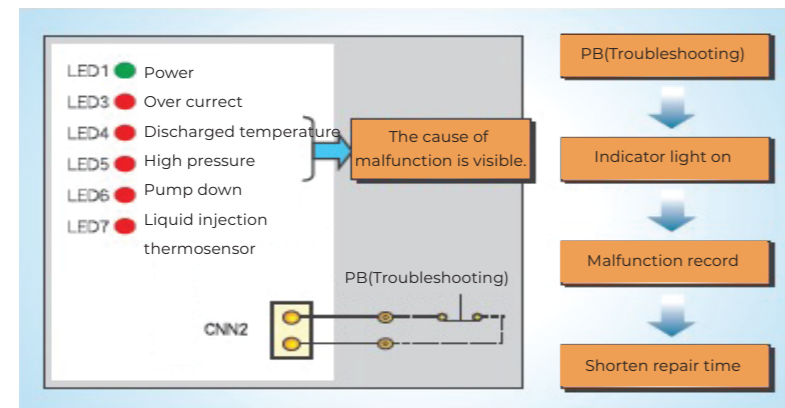 LED1 Power
LED3 Over currect
LED4 Discharged temperature
LED5 High pressure
LED6 Pump down
LED7 Liquid injection
thermosensor
The cause of
malfunction is visible.
PB(Troubleshooting)
CNN2
PB(Troubleshooting)
Indicator light on
Malfunction record
Shorten repair time